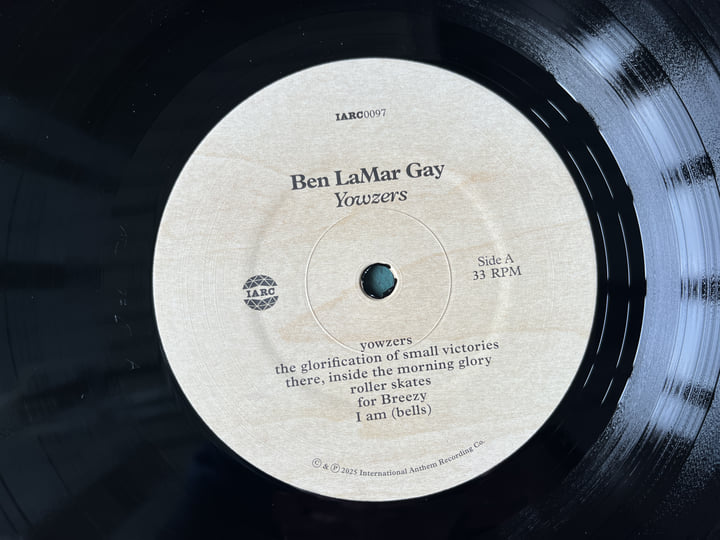 IARC0097
Ben LaMar Gay
Yowzers
Side A
33 RPM
IARC
yowzers
the glorification of small victories
there, inside the morning glory
roller skates
for Breezy
I am (bells)
© & ℗ 2025 International Anthem Recording Co.